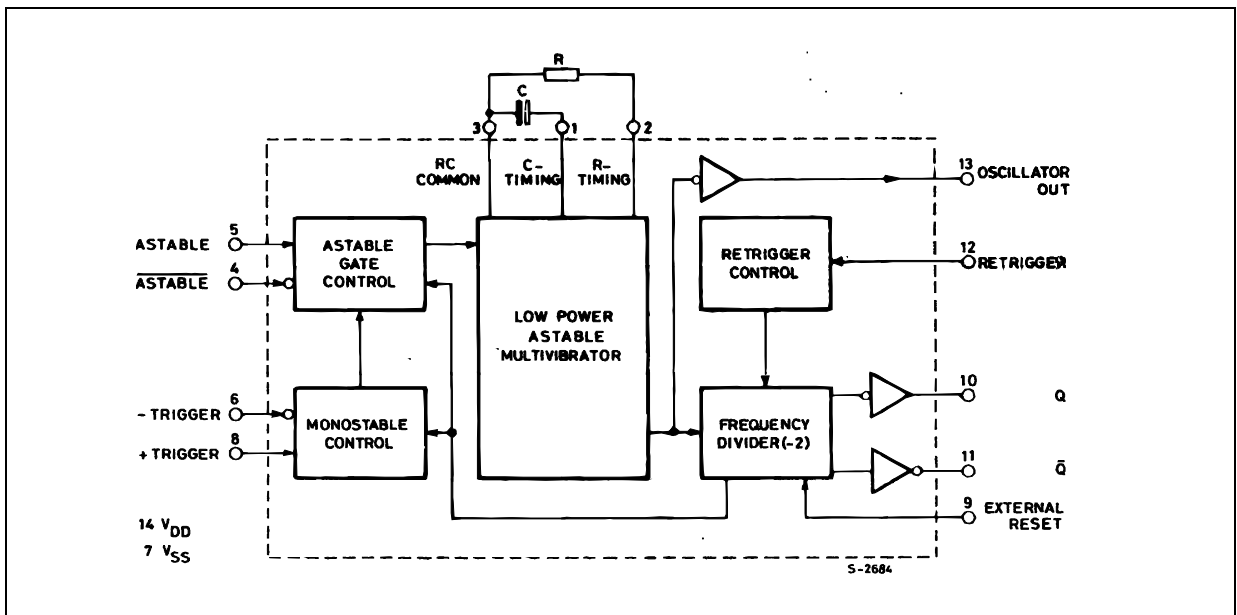 R
C
3
1
2
RC
COMMON
C-
TIMING
R-
TIMING
13
OSCILLATOR
OUT
5
ASTABLE
4
ASTABLE
ASTABLE
GATE
CONTROL
RETRIGGER
CONTROL
12
RETRIGGER
LOW POWER
ASTABLE
MULTIVIBRATOR
6
- TRIGGER
8
+ TRIGGER
MONOSTABLE
CONTROL
FREQUENCY
DIVIDER(-2)
10
Q
11
Q̅
9
EXTERNAL
RESET
14 VDD
7 VSS
S-2684